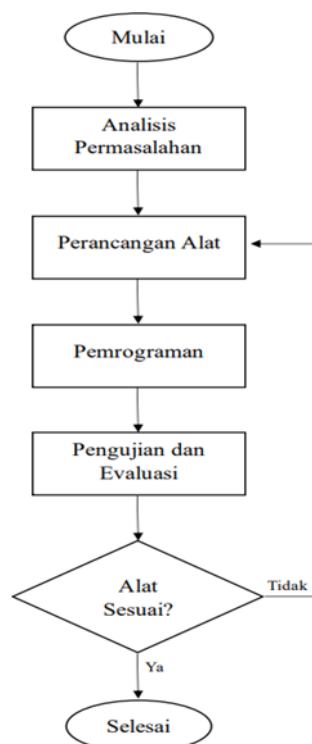 Mulai
Analisis
Permasalahan
Perancangan Alat
Pemrograman
Pengujian dan
Evaluasi
Alat
Sesuai?
Tidak
Ya
Selesai